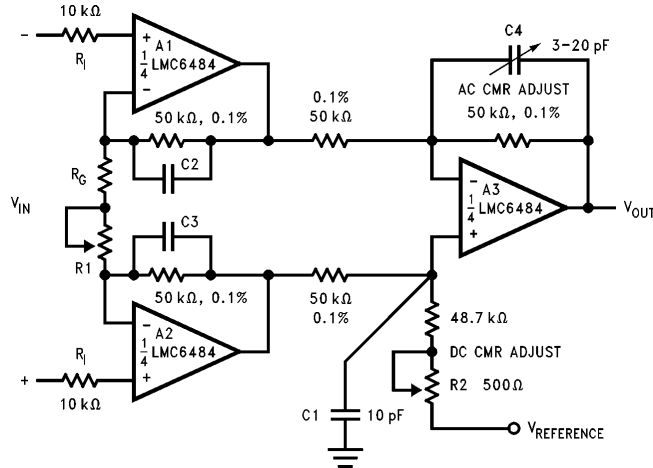 10 kΩ
−
R_I
+
A1
1/4 LMC6484
−
C4
3–20 pF
AC CMR ADJUST
50 kΩ, 0.1%
50 kΩ, 0.1%
0.1%
50 kΩ
C2
R_G
V_IN
R1
C3
50 kΩ, 0.1%
50 kΩ
0.1%
−
A3
1/4 LMC6484
+
V_OUT
−
A2
1/4 LMC6484
+
R_I
+
10 kΩ
48.7 kΩ
DC CMR ADJUST
R2 500Ω
C1
10 pF
V_REFERENCE